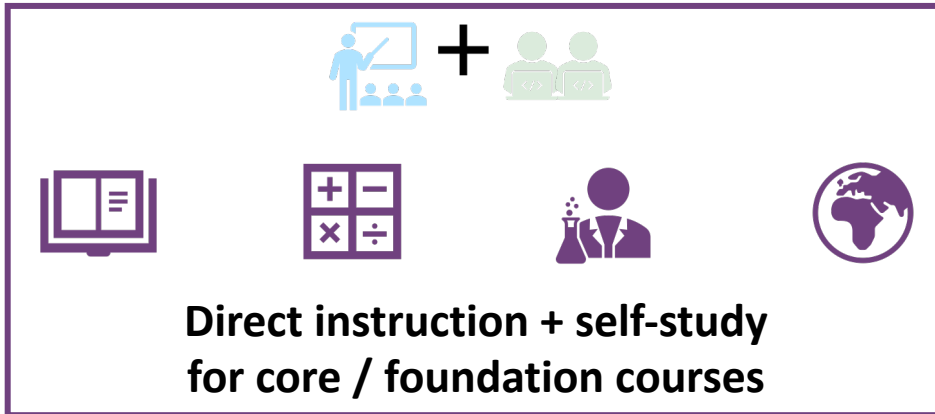 +
Direct instruction + self-study
for core / foundation courses